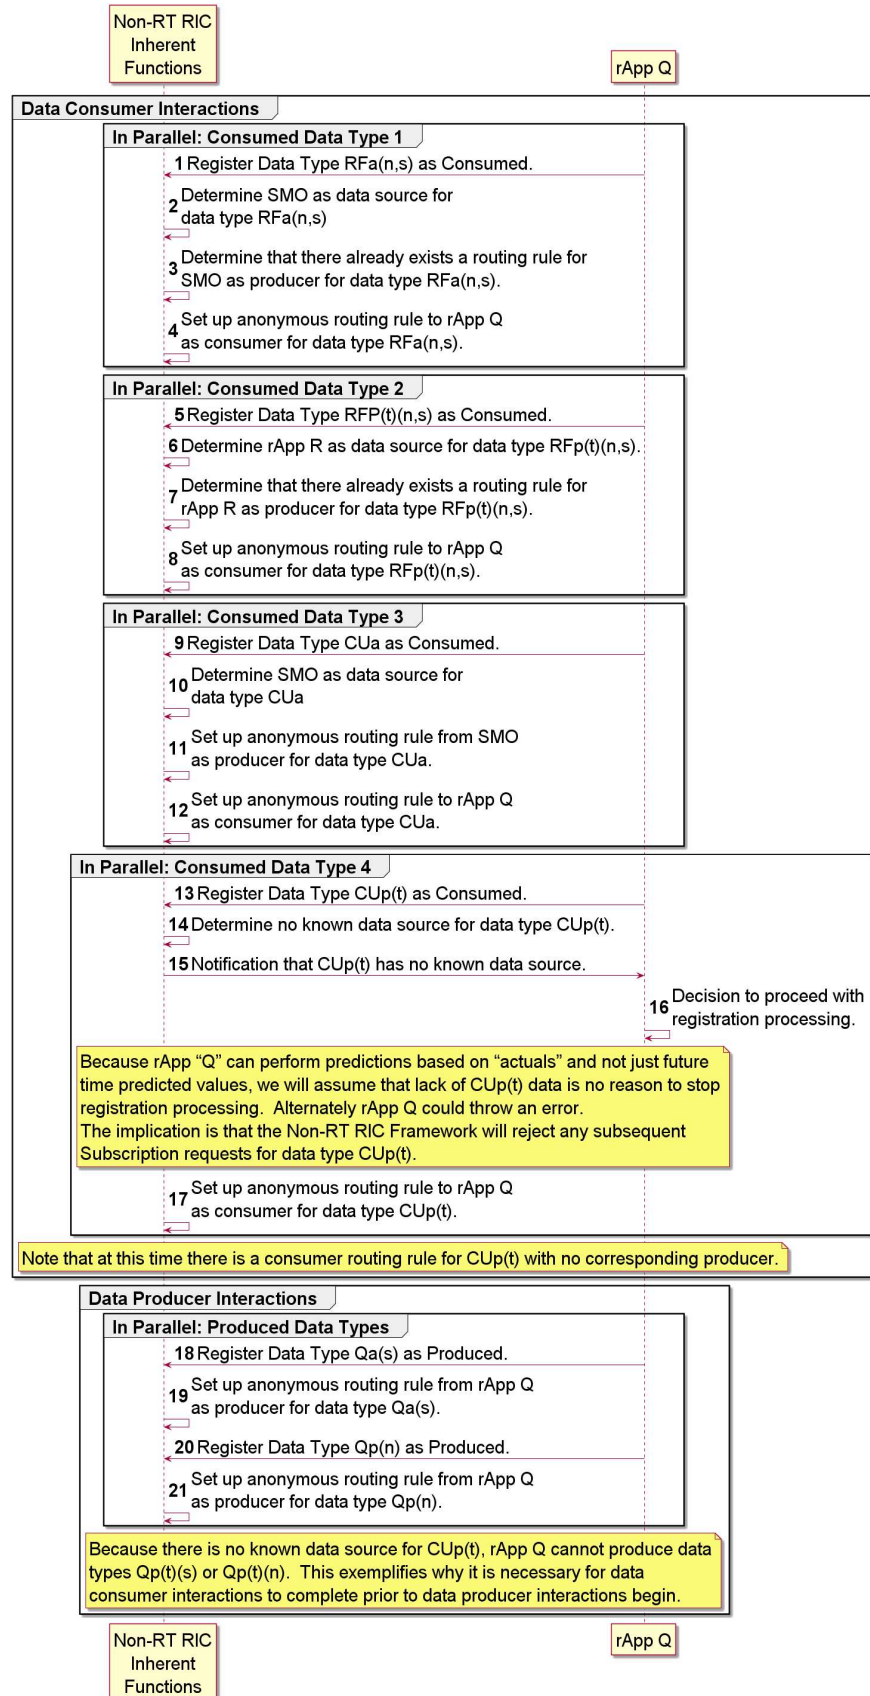 Non-RT RIC
Inherent
Functions
rApp Q
Data Consumer Interactions
In Parallel: Consumed Data Type 1
1 Register Data Type RFa(n,s) as Consumed.
2 Determine SMO as data source for
data type RFa(n,s)
3 Determine that there already exists a routing rule for
SMO as producer for data type RFa(n,s).
4 Set up anonymous routing rule to rApp Q
as consumer for data type RFa(n,s).
In Parallel: Consumed Data Type 2
5 Register Data Type RFP(t)(n,s) as Consumed.
6 Determine rApp R as data source for data type RFp(t)(n,s).
7 Determine that there already exists a routing rule for
rApp R as producer for data type RFp(t)(n,s).
8 Set up anonymous routing rule to rApp Q
as consumer for data type RFp(t)(n,s).
In Parallel: Consumed Data Type 3
9 Register Data Type CUa as Consumed.
10 Determine SMO as data source for
data type CUa
11 Set up anonymous routing rule from SMO
as producer for data type CUa.
12 Set up anonymous routing rule to rApp Q
as consumer for data type CUa.
In Parallel: Consumed Data Type 4
13 Register Data Type CUp(t) as Consumed.
14 Determine no known data source for data type CUp(t).
15 Notification that CUp(t) has no known data source.
16 Decision to proceed with
registration processing.
Because rApp “Q” can perform predictions based on “actuals” and not just future
time predicted values, we will assume that lack of CUp(t) data is no reason to stop
registration processing.  Alternately rApp Q could throw an error.
The implication is that the Non-RT RIC Framework will reject any subsequent
Subscription requests for data type CUp(t).
17 Set up anonymous routing rule to rApp Q
as consumer for data type CUp(t).
Note that at this time there is a consumer routing rule for CUp(t) with no corresponding producer.
Data Producer Interactions
In Parallel: Produced Data Types
18 Register Data Type Qa(s) as Produced.
19 Set up anonymous routing rule from rApp Q
as producer for data type Qa(s).
20 Register Data Type Qp(n) as Produced.
21 Set up anonymous routing rule from rApp Q
as producer for data type Qp(n).
Because there is no known data source for CUp(t), rApp Q cannot produce data
types Qp(t)(s) or Qp(t)(n).  This exemplifies why it is necessary for data
consumer interactions to complete prior to data producer interactions begin.
Non-RT RIC
Inherent
Functions
rApp Q